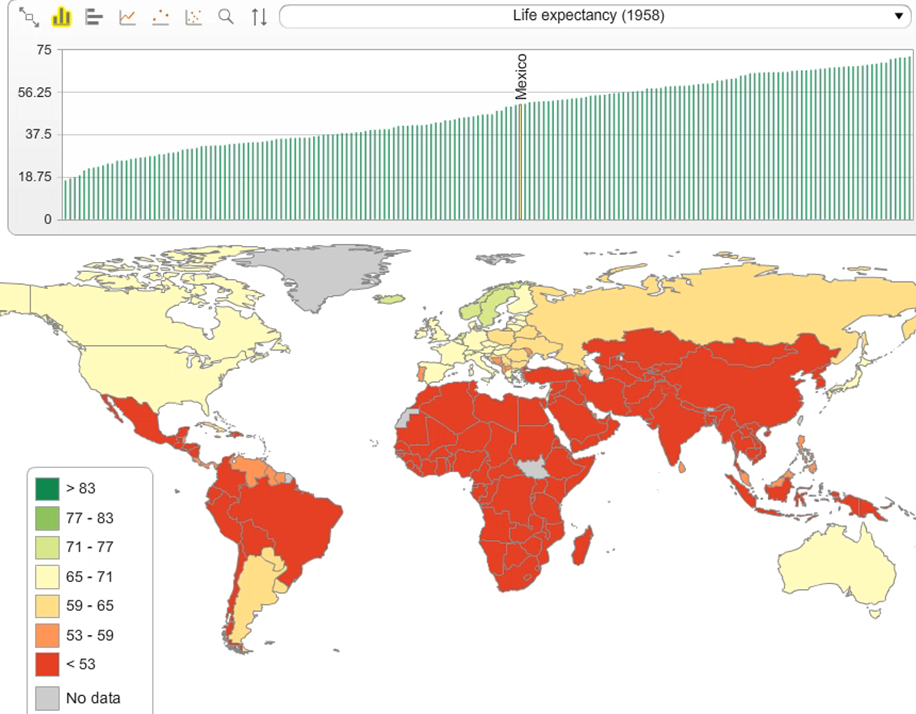 Life expectancy (1958)
75
56.25
37.5
18.75
0
Mexico
> 83
77 - 83
71 - 77
65 - 71
59 - 65
53 - 59
< 53
No data